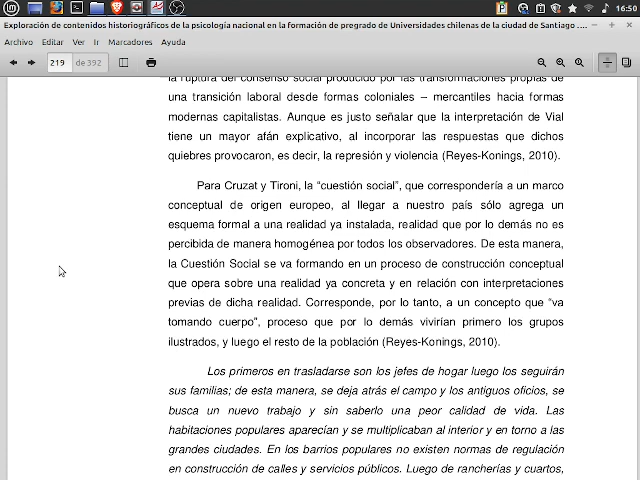 16:50
Exploración de contenidos historiográficos de la psicología nacional en la formación de pregrado de Universidades chilenas de la ciudad de Santiago ....
Archivo Editar Ver Ir Marcadores Ayuda
219 de 392
la ruptura del consenso social producido por las transformaciones propias de
una transición laboral desde formas coloniales – mercantiles hacia formas
modernas capitalistas. Aunque es justo señalar que la interpretación de Vial
tiene un mayor afán explicativo, al incorporar las respuestas que dichos
quiebres provocaron, es decir, la represión y violencia (Reyes-Konings, 2010).
Para Cruzat y Tironi, la “cuestión social”, que correspondería a un marco
conceptual de origen europeo, al llegar a nuestro país sólo agrega un
esquema formal a una realidad ya instalada, realidad que por lo demás no es
percibida de manera homogénea por todos los observadores. De esta manera,
la Cuestión Social se va formando en un proceso de construcción conceptual
que opera sobre una realidad ya concreta y en relación con interpretaciones
previas de dicha realidad. Corresponde, por lo tanto, a un concepto que “va
tomando cuerpo”, proceso que por lo demás vivirían primero los grupos
ilustrados, y luego el resto de la población (Reyes-Konings, 2010).
Los primeros en trasladarse son los jefes de hogar luego los seguirán
sus familias; de esta manera, se deja atrás el campo y los antiguos oficios, se
busca un nuevo trabajo y sin saberlo una peor calidad de vida. Las
habitaciones populares aparecían y se multiplicaban al interior y en torno a las
grandes ciudades. En los barrios populares no existen normas de regulación
en construcción de calles y servicios públicos. Luego de rancheríos y cuartos,